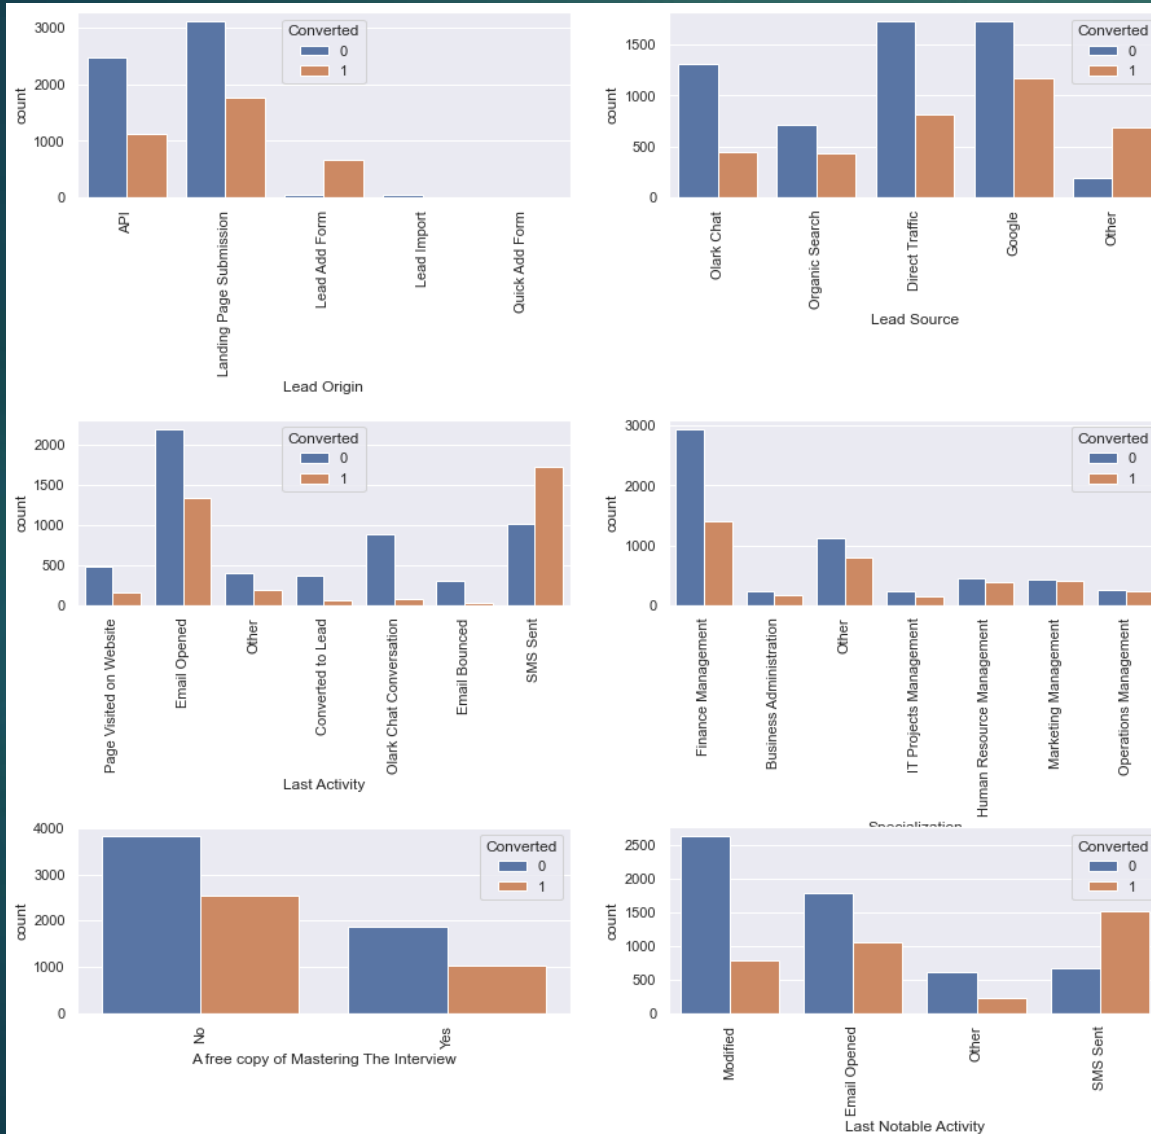 Converted
0
1
3000
2000
1000
0
count
API
Landing Page Submission
Lead Add Form
Lead Import
Quick Add Form
Lead Origin
Converted
0
1
1500
1000
500
0
count
Olark Chat
Organic Search
Direct Traffic
Google
Other
Lead Source
Converted
0
1
2000
1500
1000
500
0
count
Page Visited on Website
Email Opened
Other
Converted to Lead
Olark Chat Conversation
Email Bounced
SMS Sent
Last Activity
Converted
0
1
3000
2000
1000
0
count
Finance Management
Business Administration
Other
IT Projects Management
Human Resource Management
Marketing Management
Operations Management
Specialization
Converted
0
1
4000
3000
2000
1000
0
count
No
Yes
A free copy of Mastering The Interview
Converted
0
1
2500
2000
1500
1000
500
0
count
Modified
Email Opened
Other
SMS Sent
Last Notable Activity